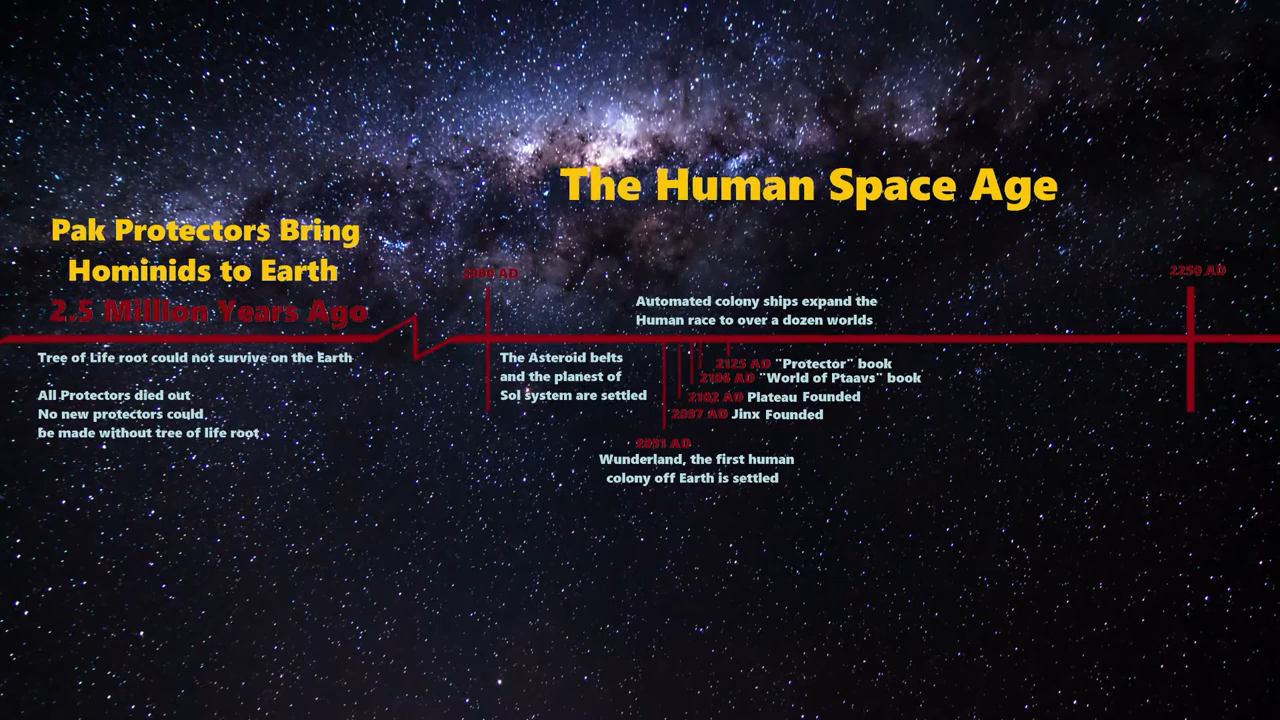 The Human Space Age
Pak Protectors Bring
Hominids to Earth
2.5 Million Years Ago
2000 AD
2250 AD
Automated colony ships expand the
Human race to over a dozen worlds
Tree of Life root could not survive on the Earth
All Protectors died out
No new protectors could
be made without tree of life root
The Asteroid belts
and the planest of
Sol system are settled
2125 AD "Protector" book
2106 AD "World of Ptaavs" book
2102 AD Plateau Founded
2097 AD Jinx Founded
2091 AD
Wunderland, the first human
colony off Earth is settled